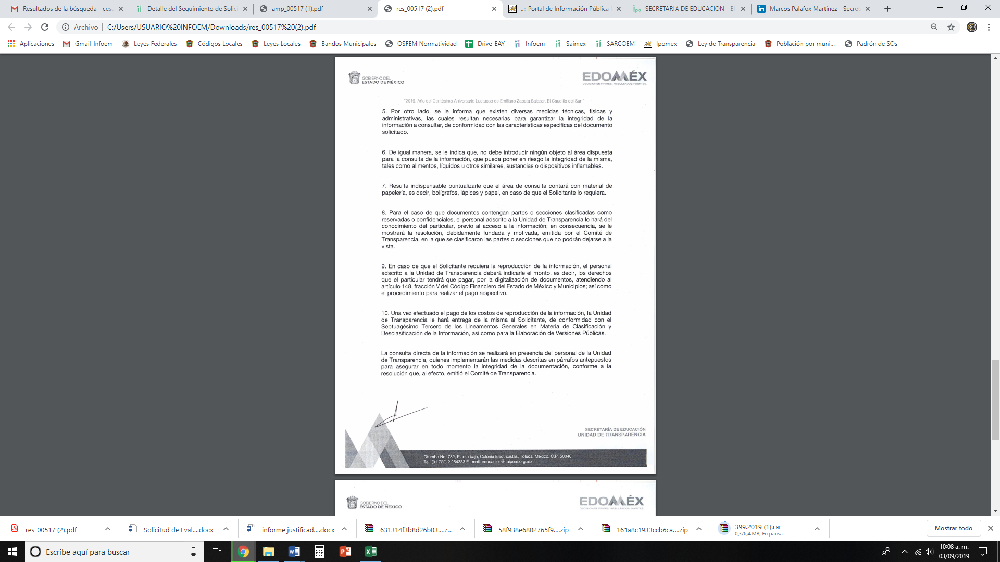 Resultados de la búsqueda - cesa
Detalle del Seguimiento de Solici
amp_00517 (1).pdf
res_00517 (2).pdf
..:: Portal de Información Pública
SECRETARIA DE EDUCACION - El
Marcos Palafox Martinez - Secret
Archivo
C:/Users/USUARIO%20INFOEM/Downloads/res_00517%20(2).pdf
Aplicaciones
Gmail-Infoem
Leyes Federales
Códigos Locales
Leyes Locales
Bandos Municipales
OSFEM Normatividad
Drive-EAY
Infoem
Saimex
SARCOEM
Ipomex
Ley de Transparencia
Población por muni...
Padrón de SOs
GOBIERNO DEL
ESTADO DE MÉXICO
EDOMÉX
DECISIONES FIRMES, RESULTADOS FUERTES.
"2019. Año del Centésimo Aniversario Luctuoso de Emiliano Zapata Salazar. El Caudillo del Sur."
5. Por otro lado, se le informa que existen diversas medidas técnicas, físicas y
administrativas, las cuales resultan necesarias para garantizar la integridad de la
información a consultar, de conformidad con las características específicas del documento
solicitado.
6. De igual manera, se le indica que, no debe introducir ningún objeto al área dispuesta
para la consulta de la información, que pueda poner en riesgo la integridad de la misma,
tales como alimentos, líquidos u otros similares, sustancias o dispositivos inflamables.
7. Resulta indispensable puntualizarle que el área de consulta contará con material de
papelería, es decir, bolígrafos, lápices y papel, en caso de que el Solicitante lo requiera.
8. Para el caso de que documentos contengan partes o secciones clasificadas como
reservadas o confidenciales, el personal adscrito a la Unidad de Transparencia lo hará del
conocimiento del particular, previo al acceso a la información; en consecuencia, se le
mostrará la resolución, debidamente fundada y motivada, emitida por el Comité de
Transparencia, en la que se clasificaron las partes o secciones que no podrán dejarse a la
vista.
9. En caso de que el Solicitante requiera la reproducción de la información, el personal
adscrito a la Unidad de Transparencia deberá indicarle el monto, es decir, los derechos
que el particular tendrá que pagar, por la digitalización de documentos, atendiendo al
artículo 148, fracción V del Código Financiero del Estado de México y Municipios; así como
el procedimiento para realizar el pago respectivo.
10. Una vez efectuado el pago de los costos de reproducción de la información, la Unidad
de Transparencia le hará entrega de la misma al Solicitante, de conformidad con el
Septuagésimo Tercero de los Lineamentos Generales en Materia de Clasificación y
Desclasificación de la Información, así como para la Elaboración de Versiones Públicas.
La consulta directa de la información se realizará en presencia del personal de la Unidad
de Transparencia, quienes implementarán las medidas descritas en párrafos antepuestos
para asegurar en todo momento la integridad de la documentación, conforme a la
resolución que, al efecto, emitió el Comité de Transparencia.
SECRETARÍA DE EDUCACIÓN
UNIDAD DE TRANSPARENCIA
Otumba No. 782, Planta baja, Colonia Electricistas, Toluca, México. C.P. 50040
Tel. (01 722) 2 264333 E –mail: educacion@itaipem.org.mx
GOBIERNO DEL
ESTADO DE MÉXICO
EDOMÉX
DECISIONES FIRMES, RESULTADOS FUERTES.
res_00517 (2).pdf
Solicitud de Eval....docx
informe justificad....docx
631314f3b8d26b03....z...
58f938e6802765f9....zip
161a8c1933ccb6ca....zip
399.2019 (1).rar
0,3/6,4 MB, En pausa
Mostrar todo
Escribe aquí para buscar
10:08 a. m.
03/09/2019